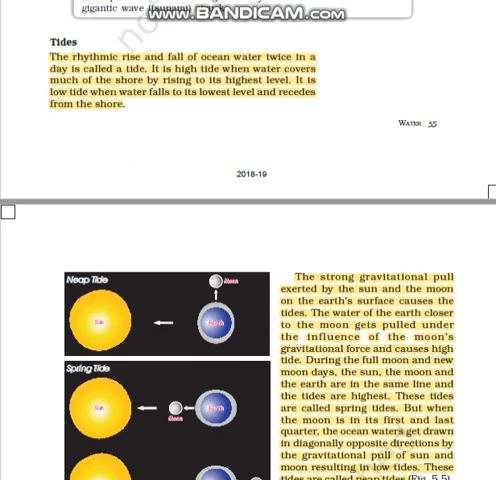 gigantic wave (tsunami)
WWW.BANDICAM.COM
Tides
The rhythmic rise and fall of ocean water twice in a
day is called a tide. It is high tide when water covers
much of the shore by rising to its highest level. It is
low tide when water falls to its lowest level and recedes
from the shore.
WATER 35
2018-19
Neap Tide
Moon
Sun
Earth
Spring Tide
Sun
Moon
Earth
The strong gravitational pull
exerted by the sun and the moon
on the earth's surface causes the
tides. The water of the earth closer
to the moon gets pulled under
the influence of the moon's
gravitational force and causes high
tide. During the full moon and new
moon days, the sun, the moon and
the earth are in the same line and
the tides are highest. These tides
are called spring tides. But when
the moon is in its first and last
quarter, the ocean waters get drawn
in diagonally opposite directions by
the gravitational pull of sun and
moon resulting in low tides. These
tides are called neap tides (Fig. 5.5).